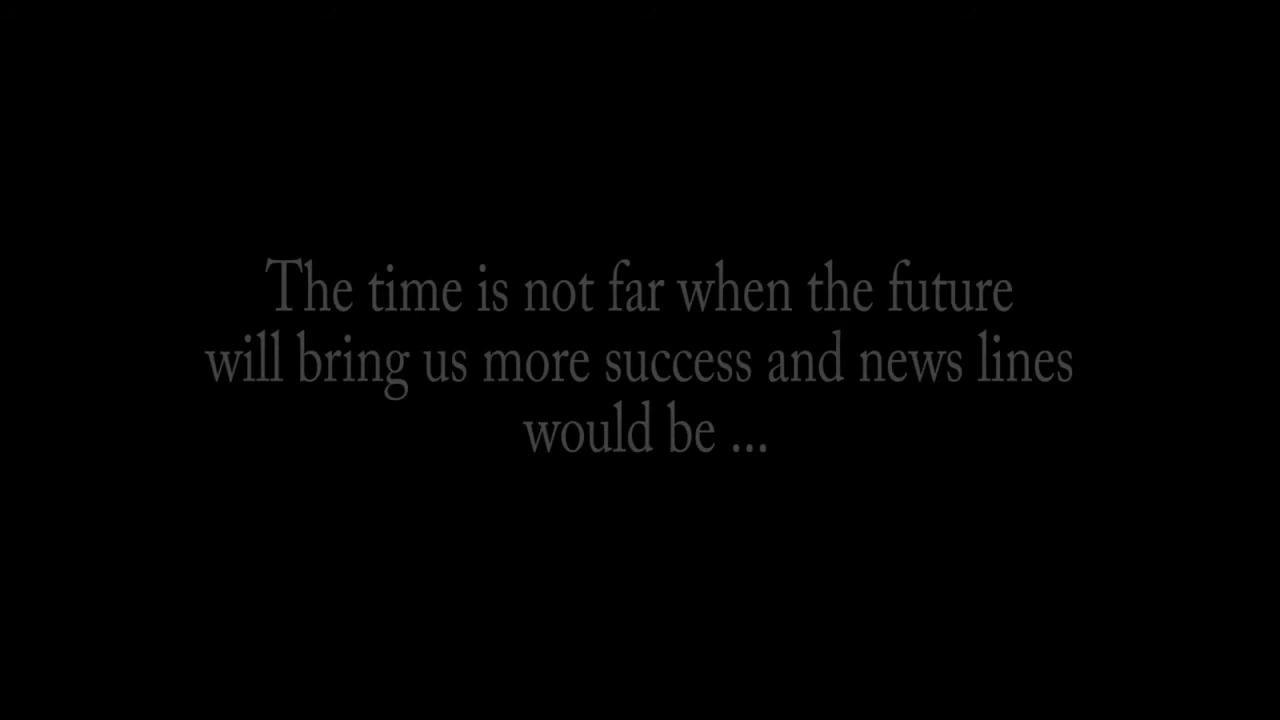 The time is not far when the future
will bring us more success and news lines
would be ...